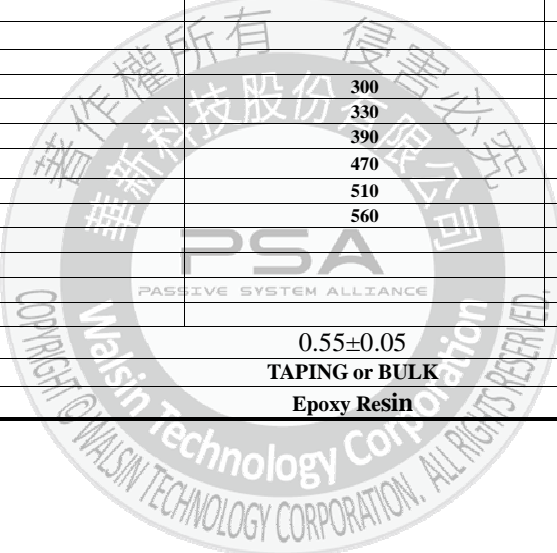 著作權所有 侵害必究
華新科技股份有限公司
300
330
390
470
510
560
PSA
PASSIVE SYSTEM ALLIANCE
0.55±0.05
TAPING or BULK
Epoxy Resin
Walsin Technology Corporation
COPYRIGHT © WALSIN TECHNOLOGY CORPORATION. ALL RIGHTS RESERVED.